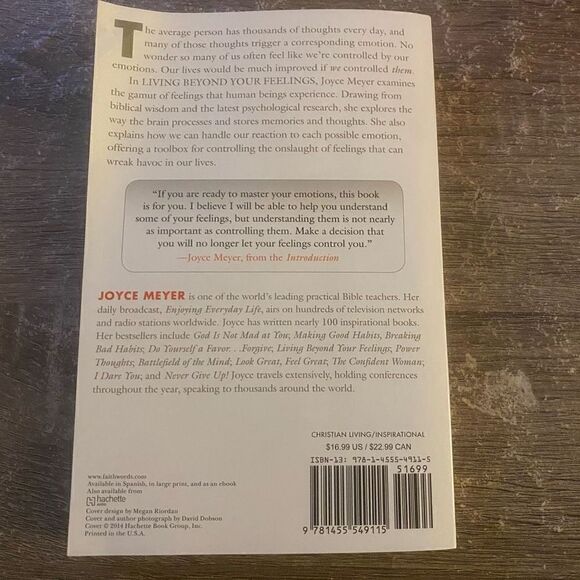 The average person has thousands of thoughts every day, and
many of those thoughts trigger a corresponding emotion. No
wonder so many of us often feel like we're controlled by our
emotions. Our lives would be much improved if we controlled them.
In LIVING BEYOND YOUR FEELINGS, Joyce Meyer examines
the gamut of feelings that human beings experience. Drawing from
biblical wisdom and the latest psychological research, she explores
the way the brain processes and stores memories and thoughts. She also
explains how we can handle our reaction to each possible emotion,
offering a toolbox for controlling the onslaught of feelings that can
wreak havoc in our lives.
"If you are ready to master your emotions, this book
is for you. I believe I will be able to help you understand
some of your feelings, but understanding them is not nearly
as important as controlling them. Make a decision that
you will no longer let your feelings control you."
—Joyce Meyer, from the Introduction
JOYCE MEYER is one of the world's leading practical Bible teachers. Her
daily broadcast, Enjoying Everyday Life, airs on hundreds of television networks
and radio stations worldwide. Joyce has written nearly 100 inspirational books.
Her bestsellers include God Is Not Mad at You; Making Good Habits, Breaking
Bad Habits; Do Yourself a Favor...Forgive; Living Beyond Your Feelings; Power
Thoughts; Battlefield of the Mind; Look Great, Feel Great; The Confident Woman;
I Dare You; and Never Give Up! Joyce travels extensively, holding conferences
throughout the year, speaking to thousands around the world.
CHRISTIAN LIVING/INSPIRATIONAL
$16.99 US / $22.99 CAN
ISBN-13: 978-1-4555-4911-5
51699
9 781455 549115
www.faithwords.com
Available in Spanish, in large print, and as an ebook
Also available from
hachette
AUDIO
Cover design by Megan Riordan
Cover and author photograph by David Dobson
Cover © 2014 Hachette Book Group, Inc.
Printed in the U.S.A.